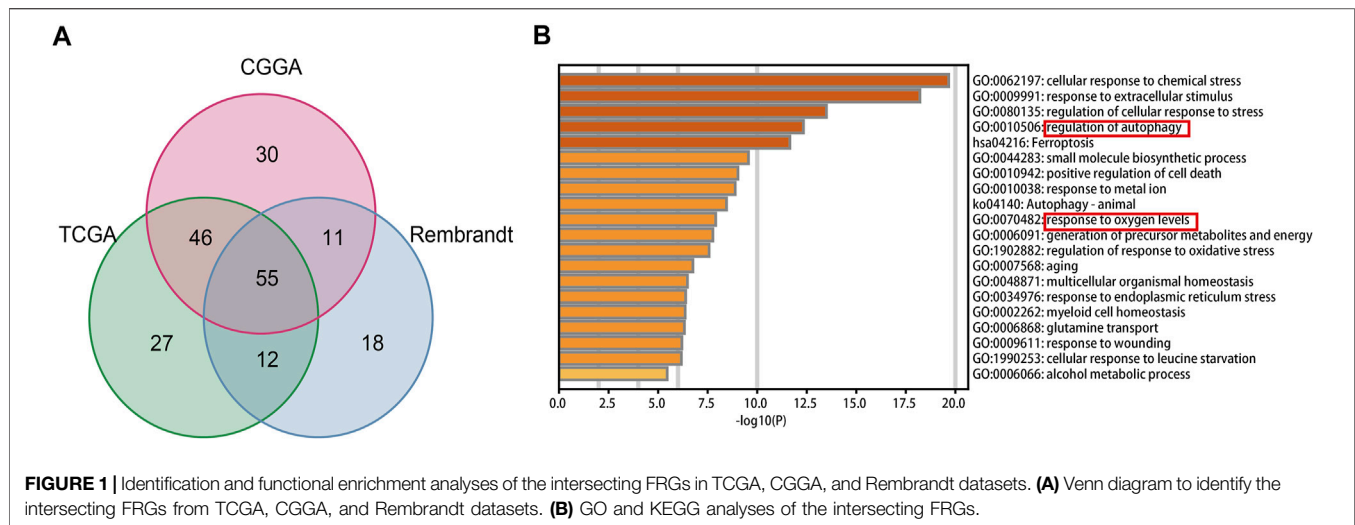 A
CGGA
30
TCGA
46
11
Rembrandt
55
27
12
18
B
GO:0062197: cellular response to chemical stress
GO:0009991: response to extracellular stimulus
GO:0080135: regulation of cellular response to stress
GO:0010506: regulation of autophagy
hsa04216: Ferroptosis
GO:0044283: small molecule biosynthetic process
GO:0010942: positive regulation of cell death
GO:0010038: response to metal ion
ko04140: Autophagy - animal
GO:0070482: response to oxygen levels
GO:0006091: generation of precursor metabolites and energy
GO:1902882: regulation of response to oxidative stress
GO:0007568: aging
GO:0048871: multicellular organismal homeostasis
GO:0034976: response to endoplasmic reticulum stress
GO:0002262: myeloid cell homeostasis
GO:0006868: glutamine transport
GO:0009611: response to wounding
GO:1990253: cellular response to leucine starvation
GO:0006066: alcohol metabolic process
0.0 2.5 5.0 7.5 10.0 12.5 15.0 17.5 20.0
-log10(P)
FIGURE 1 | Identification and functional enrichment analyses of the intersecting FRGs in TCGA, CGGA, and Rembrandt datasets. (A) Venn diagram to identify the
intersecting FRGs from TCGA, CGGA, and Rembrandt datasets. (B) GO and KEGG analyses of the intersecting FRGs.